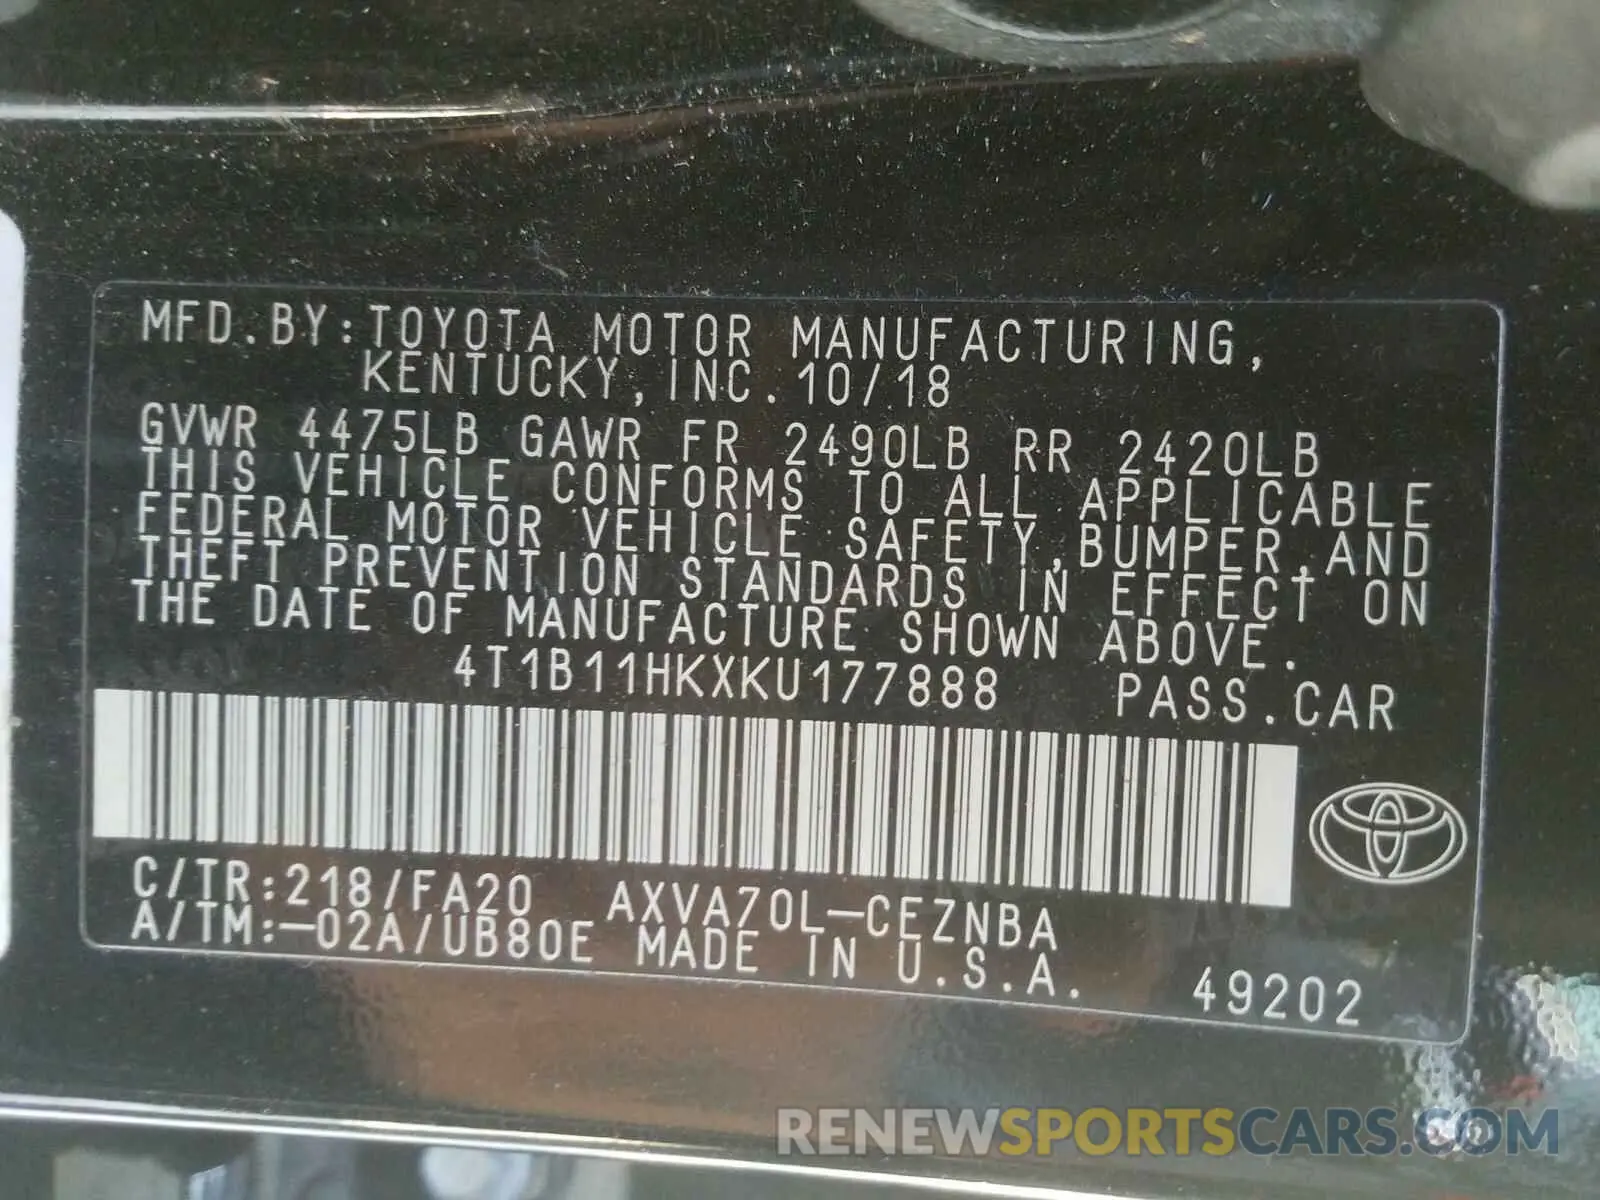 MFD.BY:TOYOTA MOTOR MANUFACTURING,
KENTUCKY,INC.10/18
GVWR 4475LB GAWR FR 2490LB RR 2420LB
THIS VEHICLE CONFORMS TO ALL APPLICABLE
FEDERAL MOTOR VEHICLE SAFETY,BUMPER,AND
THEFT PREVENTION STANDARDS IN EFFECT ON
THE DATE OF MANUFACTURE SHOWN ABOVE.
4T1B11HKXKU177888 PASS.CAR
C/TR:218/FA20 AXVA70L-CEZNBA
A/TM:-02A/UB80E MADE IN U.S.A.
49202
RENEWSPORTSCARS.COM